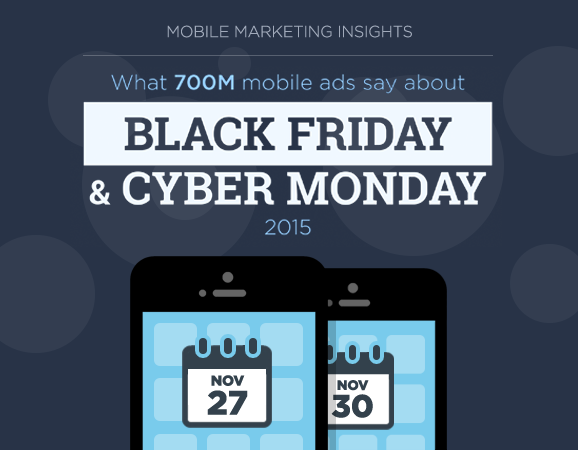 MOBILE MARKETING INSIGHTS
What 700M mobile ads say about
BLACK FRIDAY
& CYBER MONDAY
2015
NOV
27
NOV
30